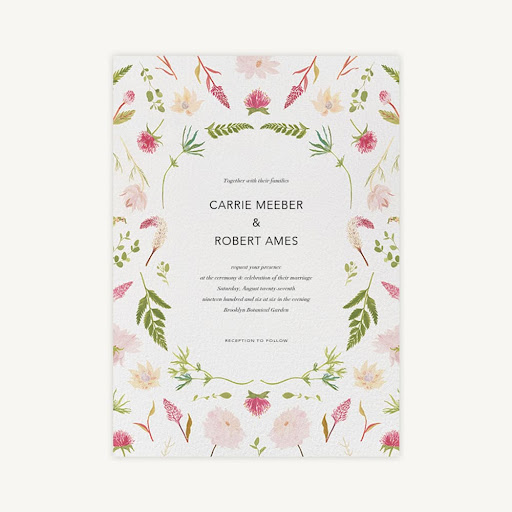 Together with their families
CARRIE MEEBER
&
ROBERT AMES
request your presence
at the ceremony & celebration of their marriage
Saturday, August twenty-seventh
nineteen hundred and six at six in the evening
Brooklyn Botanical Garden
RECEPTION TO FOLLOW